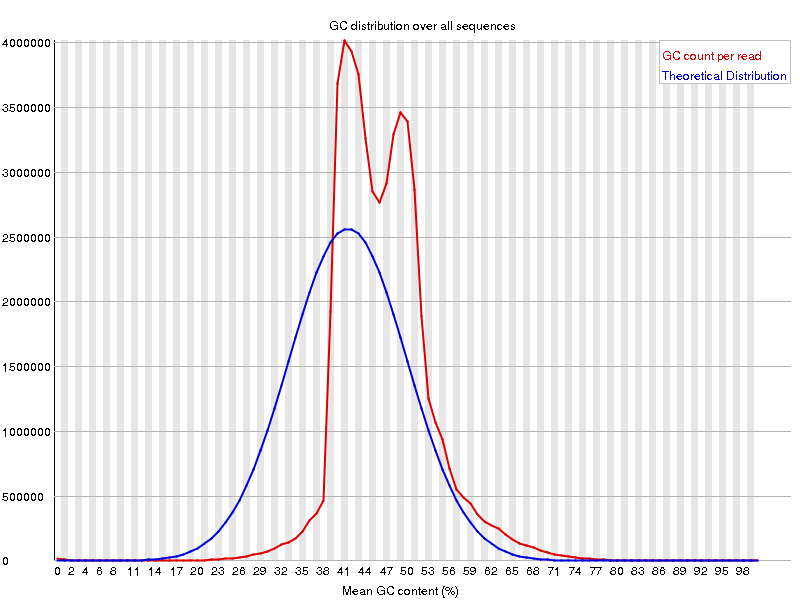 GC distribution over all sequences
GC count per read
Theoretical Distribution
4000000
3500000
3000000
2500000
2000000
1500000
1000000
500000
0
0 2 4 6 8 11 14 17 20 23 26 29 32 35 38 41 44 47 50 53 56 59 62 65 68 71 74 77 80 83 86 89 92 95 98
Mean GC content (%)